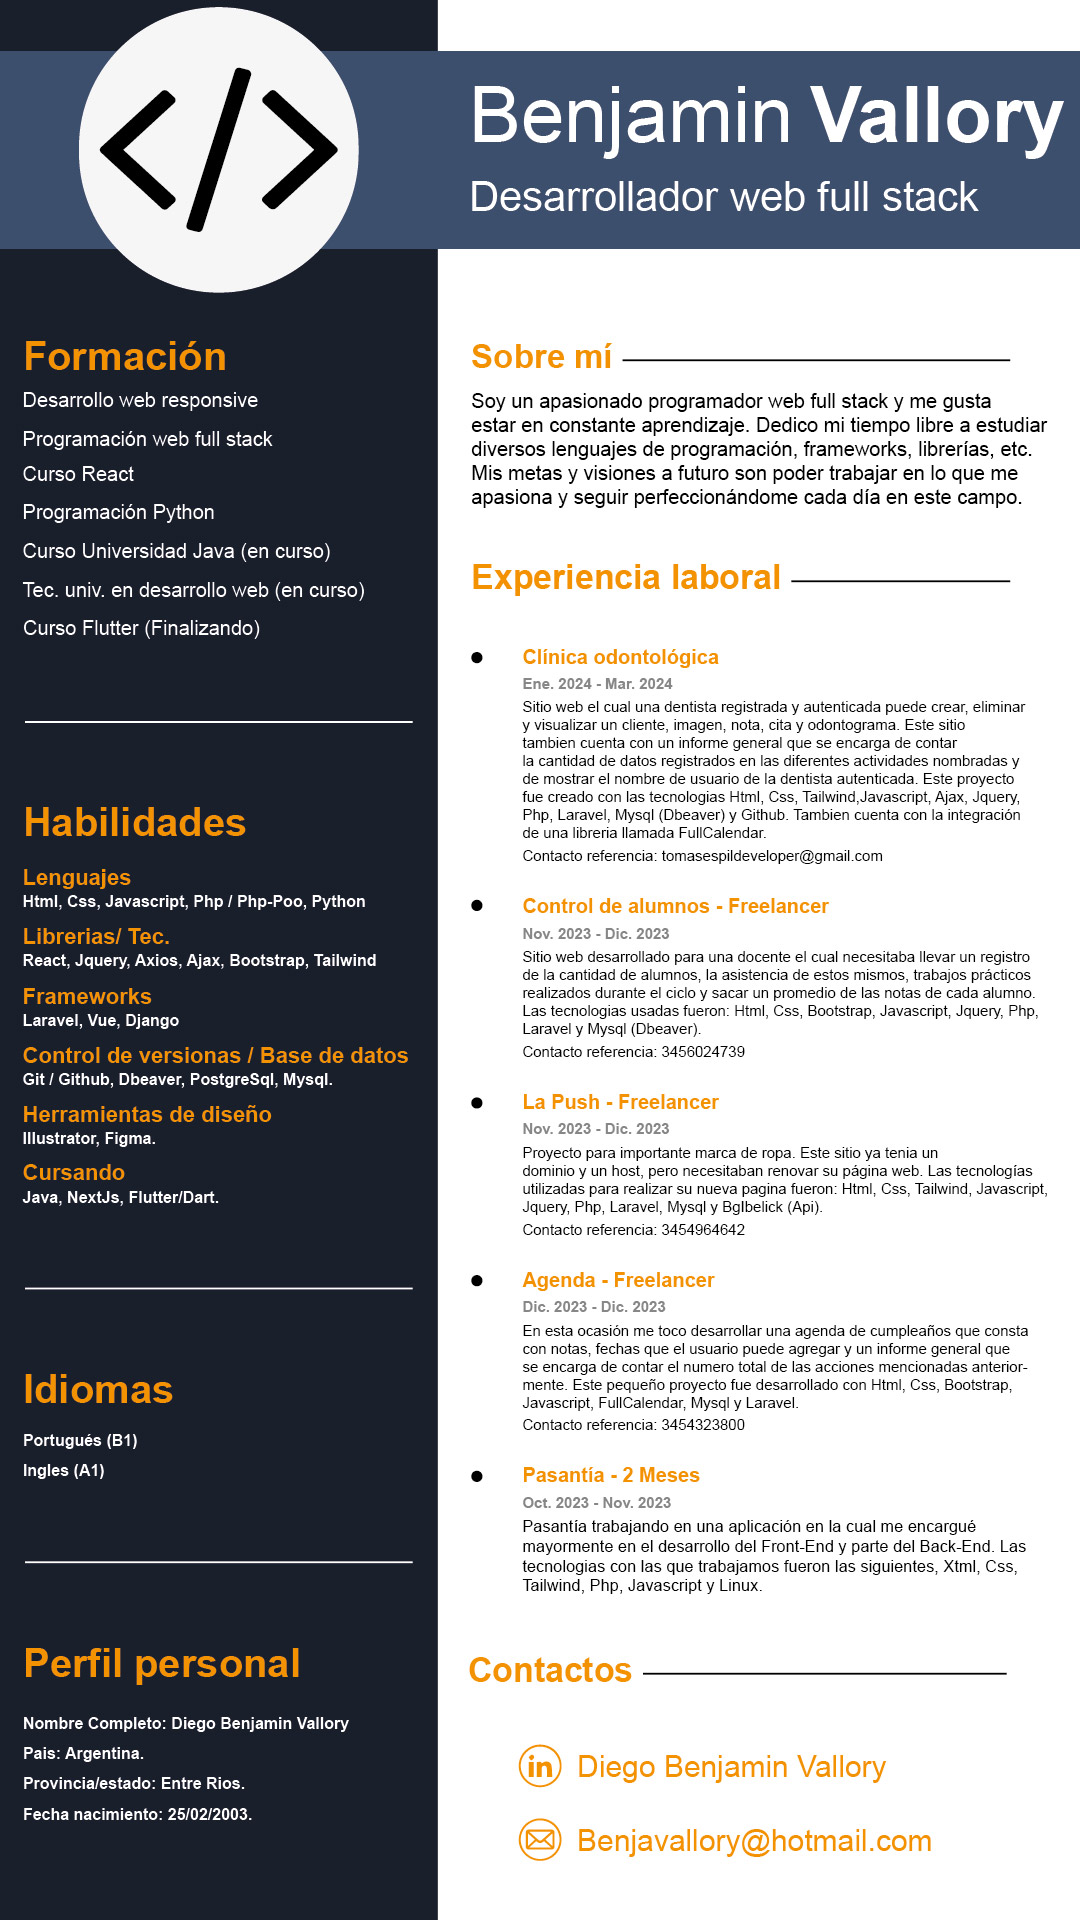 </>
Benjamin Vallory
Desarrollador web full stack
Formación
Desarrollo web responsive
Programación web full stack
Curso React
Programación Python
Curso Universidad Java (en curso)
Tec. univ. en desarrollo web (en curso)
Curso Flutter (Finalizando)
Habilidades
Lenguajes
Html, Css, Javascript, Php / Php-Poo, Python
Librerias/ Tec.
React, Jquery, Axios, Ajax, Bootstrap, Tailwind
Frameworks
Laravel, Vue, Django
Control de versionas / Base de datos
Git / Github, Dbeaver, PostgreSql, Mysql.
Herramientas de diseño
Illustrator, Figma.
Cursando
Java, NextJs, Flutter/Dart.
Idiomas
Portugués (B1)
Ingles (A1)
Perfil personal
Nombre Completo: Diego Benjamin Vallory
Pais: Argentina.
Provincia/estado: Entre Rios.
Fecha nacimiento: 25/02/2003.
Sobre mí
Soy un apasionado programador web full stack y me gusta
estar en constante aprendizaje. Dedico mi tiempo libre a estudiar
diversos lenguajes de programación, frameworks, librerías, etc.
Mis metas y visiones a futuro son poder trabajar en lo que me
apasiona y seguir perfeccionándome cada día en este campo.
Experiencia laboral
Clínica odontológica
Ene. 2024 - Mar. 2024
Sitio web el cual una dentista registrada y autenticada puede crear, eliminar
y visualizar un cliente, imagen, nota, cita y odontograma. Este sitio
tambien cuenta con un informe general que se encarga de contar
la cantidad de datos registrados en las diferentes actividades nombradas y
de mostrar el nombre de usuario de la dentista autenticada. Este proyecto
fue creado con las tecnologias Html, Css, Tailwind,Javascript, Ajax, Jquery,
Php, Laravel, Mysql (Dbeaver) y Github. Tambien cuenta con la integración
de una libreria llamada FullCalendar.
Contacto referencia: tomasespildeveloper@gmail.com
Control de alumnos - Freelancer
Nov. 2023 - Dic. 2023
Sitio web desarrollado para una docente el cual necesitaba llevar un registro
de la cantidad de alumnos, la asistencia de estos mismos, trabajos prácticos
realizados durante el ciclo y sacar un promedio de las notas de cada alumno.
Las tecnologias usadas fueron: Html, Css, Bootstrap, Javascript, Jquery, Php,
Laravel y Mysql (Dbeaver).
Contacto referencia: 3456024739
La Push - Freelancer
Nov. 2023 - Dic. 2023
Proyecto para importante marca de ropa. Este sitio ya tenia un
dominio y un host, pero necesitaban renovar su página web. Las tecnologías
utilizadas para realizar su nueva pagina fueron: Html, Css, Tailwind, Javascript,
Jquery, Php, Laravel, Mysql y BgIbelick (Api).
Contacto referencia: 3454964642
Agenda - Freelancer
Dic. 2023 - Dic. 2023
En esta ocasión me toco desarrollar una agenda de cumpleaños que consta
con notas, fechas que el usuario puede agregar y un informe general que
se encarga de contar el numero total de las acciones mencionadas anterior-
mente. Este pequeño proyecto fue desarrollado con Html, Css, Bootstrap,
Javascript, FullCalendar, Mysql y Laravel.
Contacto referencia: 3454323800
Pasantía - 2 Meses
Oct. 2023 - Nov. 2023
Pasantía trabajando en una aplicación en la cual me encargué
mayormente en el desarrollo del Front-End y parte del Back-End. Las
tecnologias con las que trabajamos fueron las siguientes, Xtml, Css,
Tailwind, Php, Javascript y Linux.
Contactos
in Diego Benjamin Vallory
Benjavallory@hotmail.com